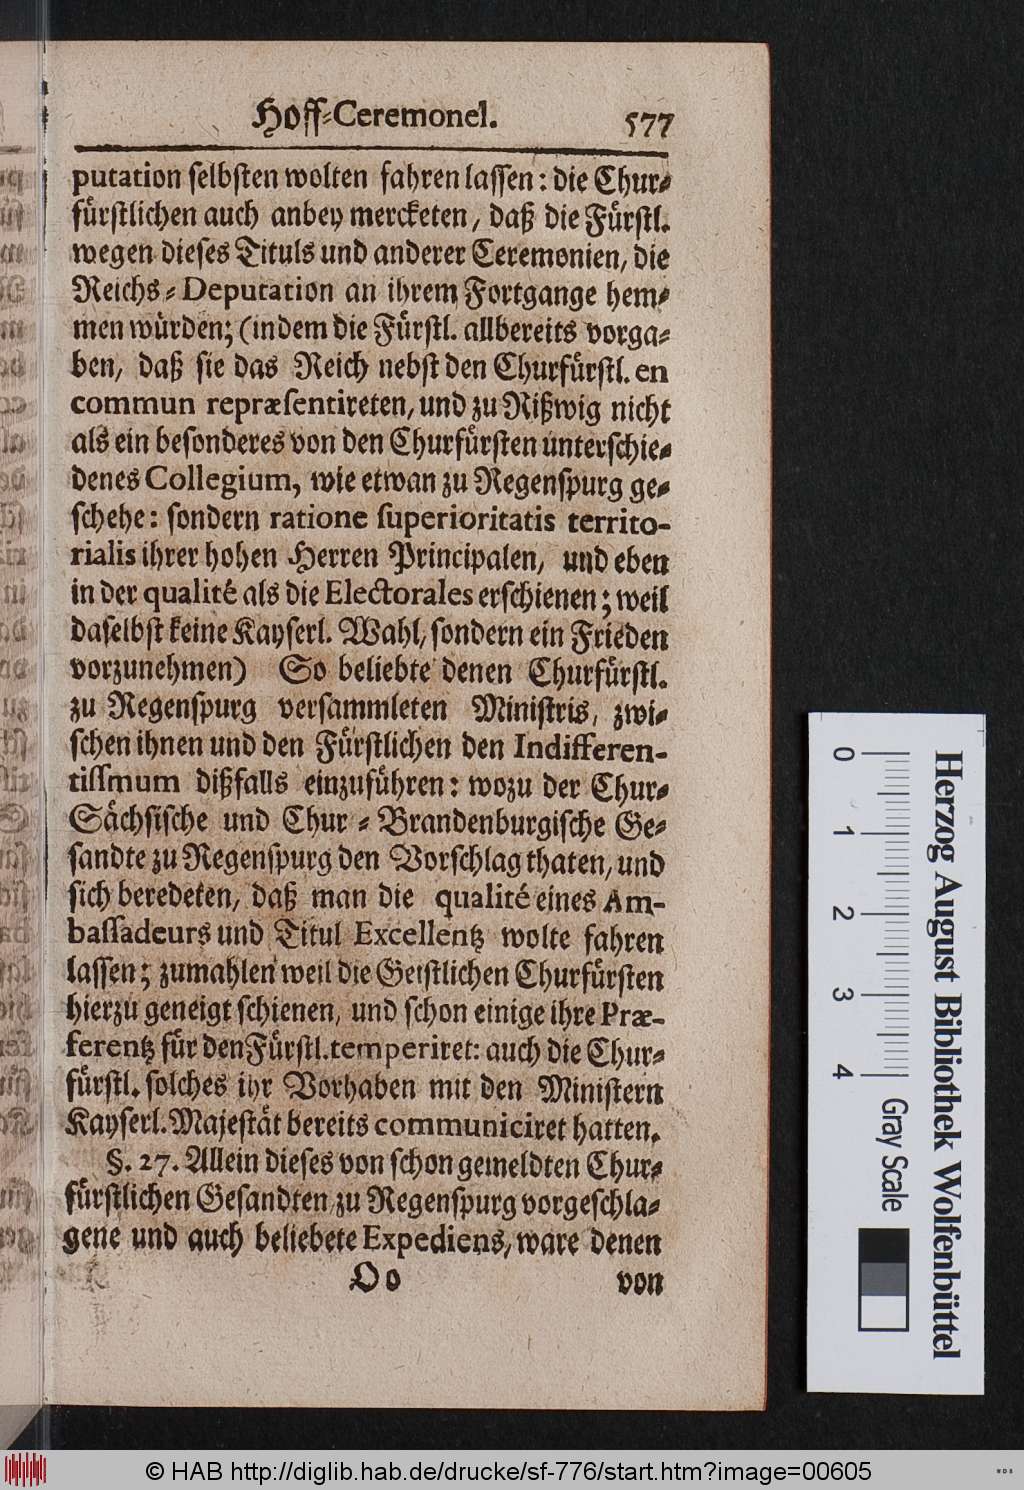 Hoff-Ceremonel. 577
putation selbsten wolten fahren lassen: die Chur-
fürstlichen auch anbey mercketen, daß die Fürstl.
wegen dieses Tituls und anderer Ceremonien, die
Reichs-Deputation an ihrem Fortgange hem-
men würden; (indem die Fürstl. allbereits vorga-
ben, daß sie das Reich nebst den Churfürstl. en
commun repræsentireten, und zu Rißwig nicht
als ein besonderes von den Churfürsten unterschie-
denes Collegium, wie etwan zu Regenspurg ge-
schehe: sondern ratione superioritatis territo-
rialis ihrer hohen Herren Principalen, und eben
in der qualité als die Electorales erschienen; weil
daselbst keine Kayserl. Wahl, sondern ein Frieden
vorzunehmen) So beliebte denen Churfürstl.
zu Regenspurg versammleten Ministris, zwi-
schen ihnen und den Fürstlichen den Indifferen-
tissmum dißfalls einzuführen: wozu der Chur-
Sächsische und Chur-Brandenburgische Ge-
sandte zu Regenspurg den Vorschlag thaten, und
sich beredeten, daß man die qualité eines Am-
bassadeurs und Titul Excellentz wolte fahren
lassen; zumahlen weil die Geistlichen Churfürsten
hierzu geneigt schienen, und schon einige ihre Præ-
ferentz für den Fürstl. temperiret: auch die Chur-
fürstl. solches ihr Vorhaben mit den Ministern
Kayserl. Majestät bereits communiciret hatten.
§. 27. Allein dieses von schon gemeldten Chur-
fürstlichen Gesandten zu Regenspurg vorgeschla-
gene und auch beliebete Expediens, ware denen
Oo von
Herzog August Bibliothek Wolfenbüttel
0 1 2 3 4
Gray Scale
© HAB http://diglib.hab.de/drucke/sf-776/start.htm?image=00605